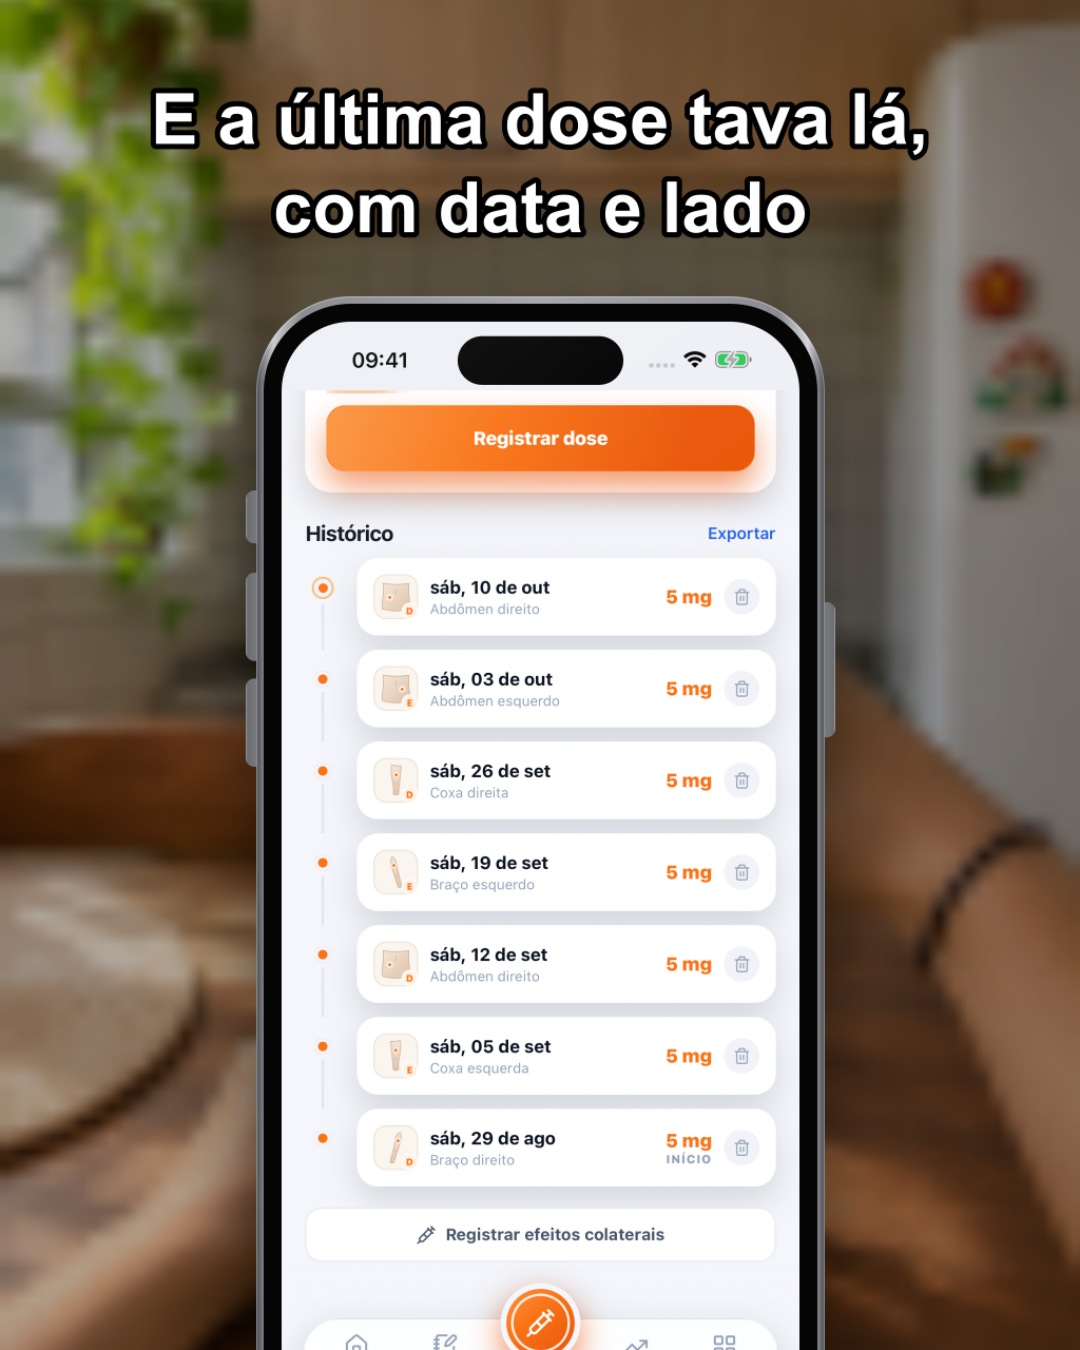 E a última dose tava lá,
com data e lado
09:41
Registrar dose
Histórico
Exportar
sáb, 10 de out
Abdômen direito
5 mg
D
sáb, 03 de out
Abdômen esquerdo
5 mg
E
sáb, 26 de set
Coxa direita
5 mg
D
sáb, 19 de set
Braço esquerdo
5 mg
E
sáb, 12 de set
Abdômen direito
5 mg
D
sáb, 05 de set
Coxa esquerda
5 mg
E
sáb, 29 de ago
Braço direito
5 mg
INÍCIO
D
Registrar efeitos colaterais